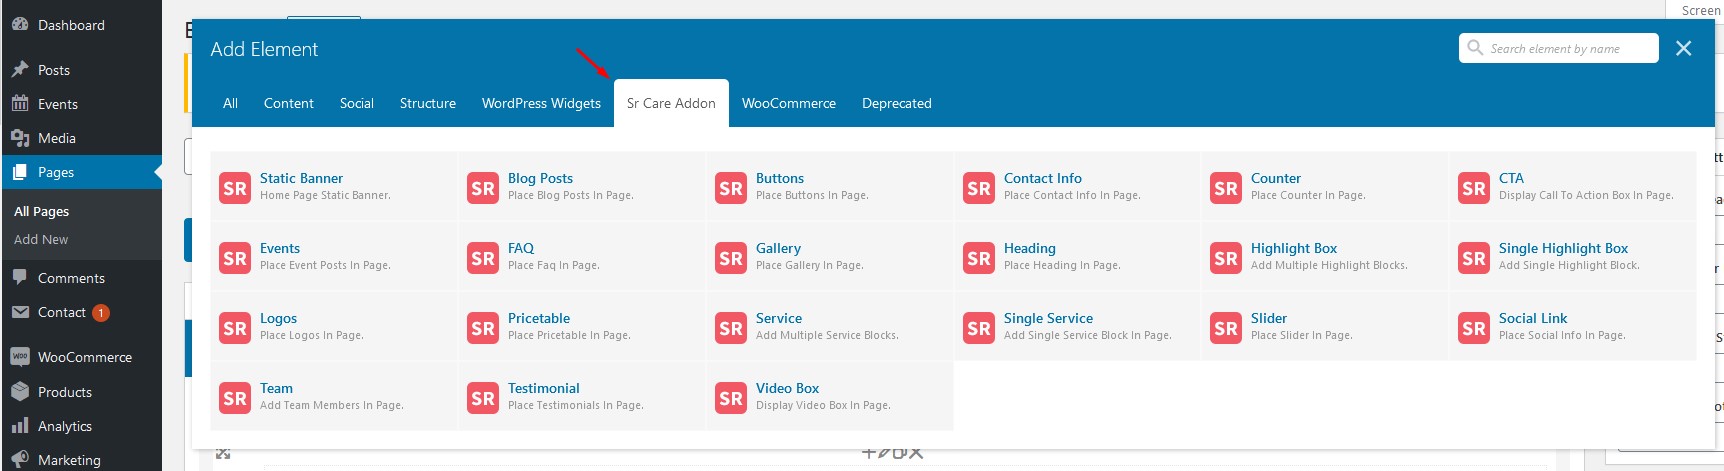 Dashboard
Posts
Events
Media
Pages
All Pages
Add New
Comments
Contact 1
WooCommerce
Products
Analytics
Marketing
Screen
Add Element
Search element by name
All
Content
Social
Structure
WordPress Widgets
Sr Care Addon
WooCommerce
Deprecated
SR
Static Banner
Home Page Static Banner.
SR
Blog Posts
Place Blog Posts In Page.
SR
Buttons
Place Buttons In Page.
SR
Contact Info
Place Contact Info In Page.
SR
Counter
Place Counter In Page.
SR
CTA
Display Call To Action Box In Page.
SR
Events
Place Event Posts In Page.
SR
FAQ
Place Faq In Page.
SR
Gallery
Place Gallery In Page.
SR
Heading
Place Heading In Page.
SR
Highlight Box
Add Multiple Highlight Blocks.
SR
Single Highlight Box
Add Single Highlight Block.
SR
Logos
Place Logos In Page.
SR
Pricetable
Place Pricetable In Page.
SR
Service
Add Multiple Service Blocks.
SR
Single Service
Add Single Service Block In Page.
SR
Slider
Place Slider In Page.
SR
Social Link
Place Social Info In Page.
SR
Team
Add Team Members In Page.
SR
Testimonial
Place Testimonials In Page.
SR
Video Box
Display Video Box In Page.